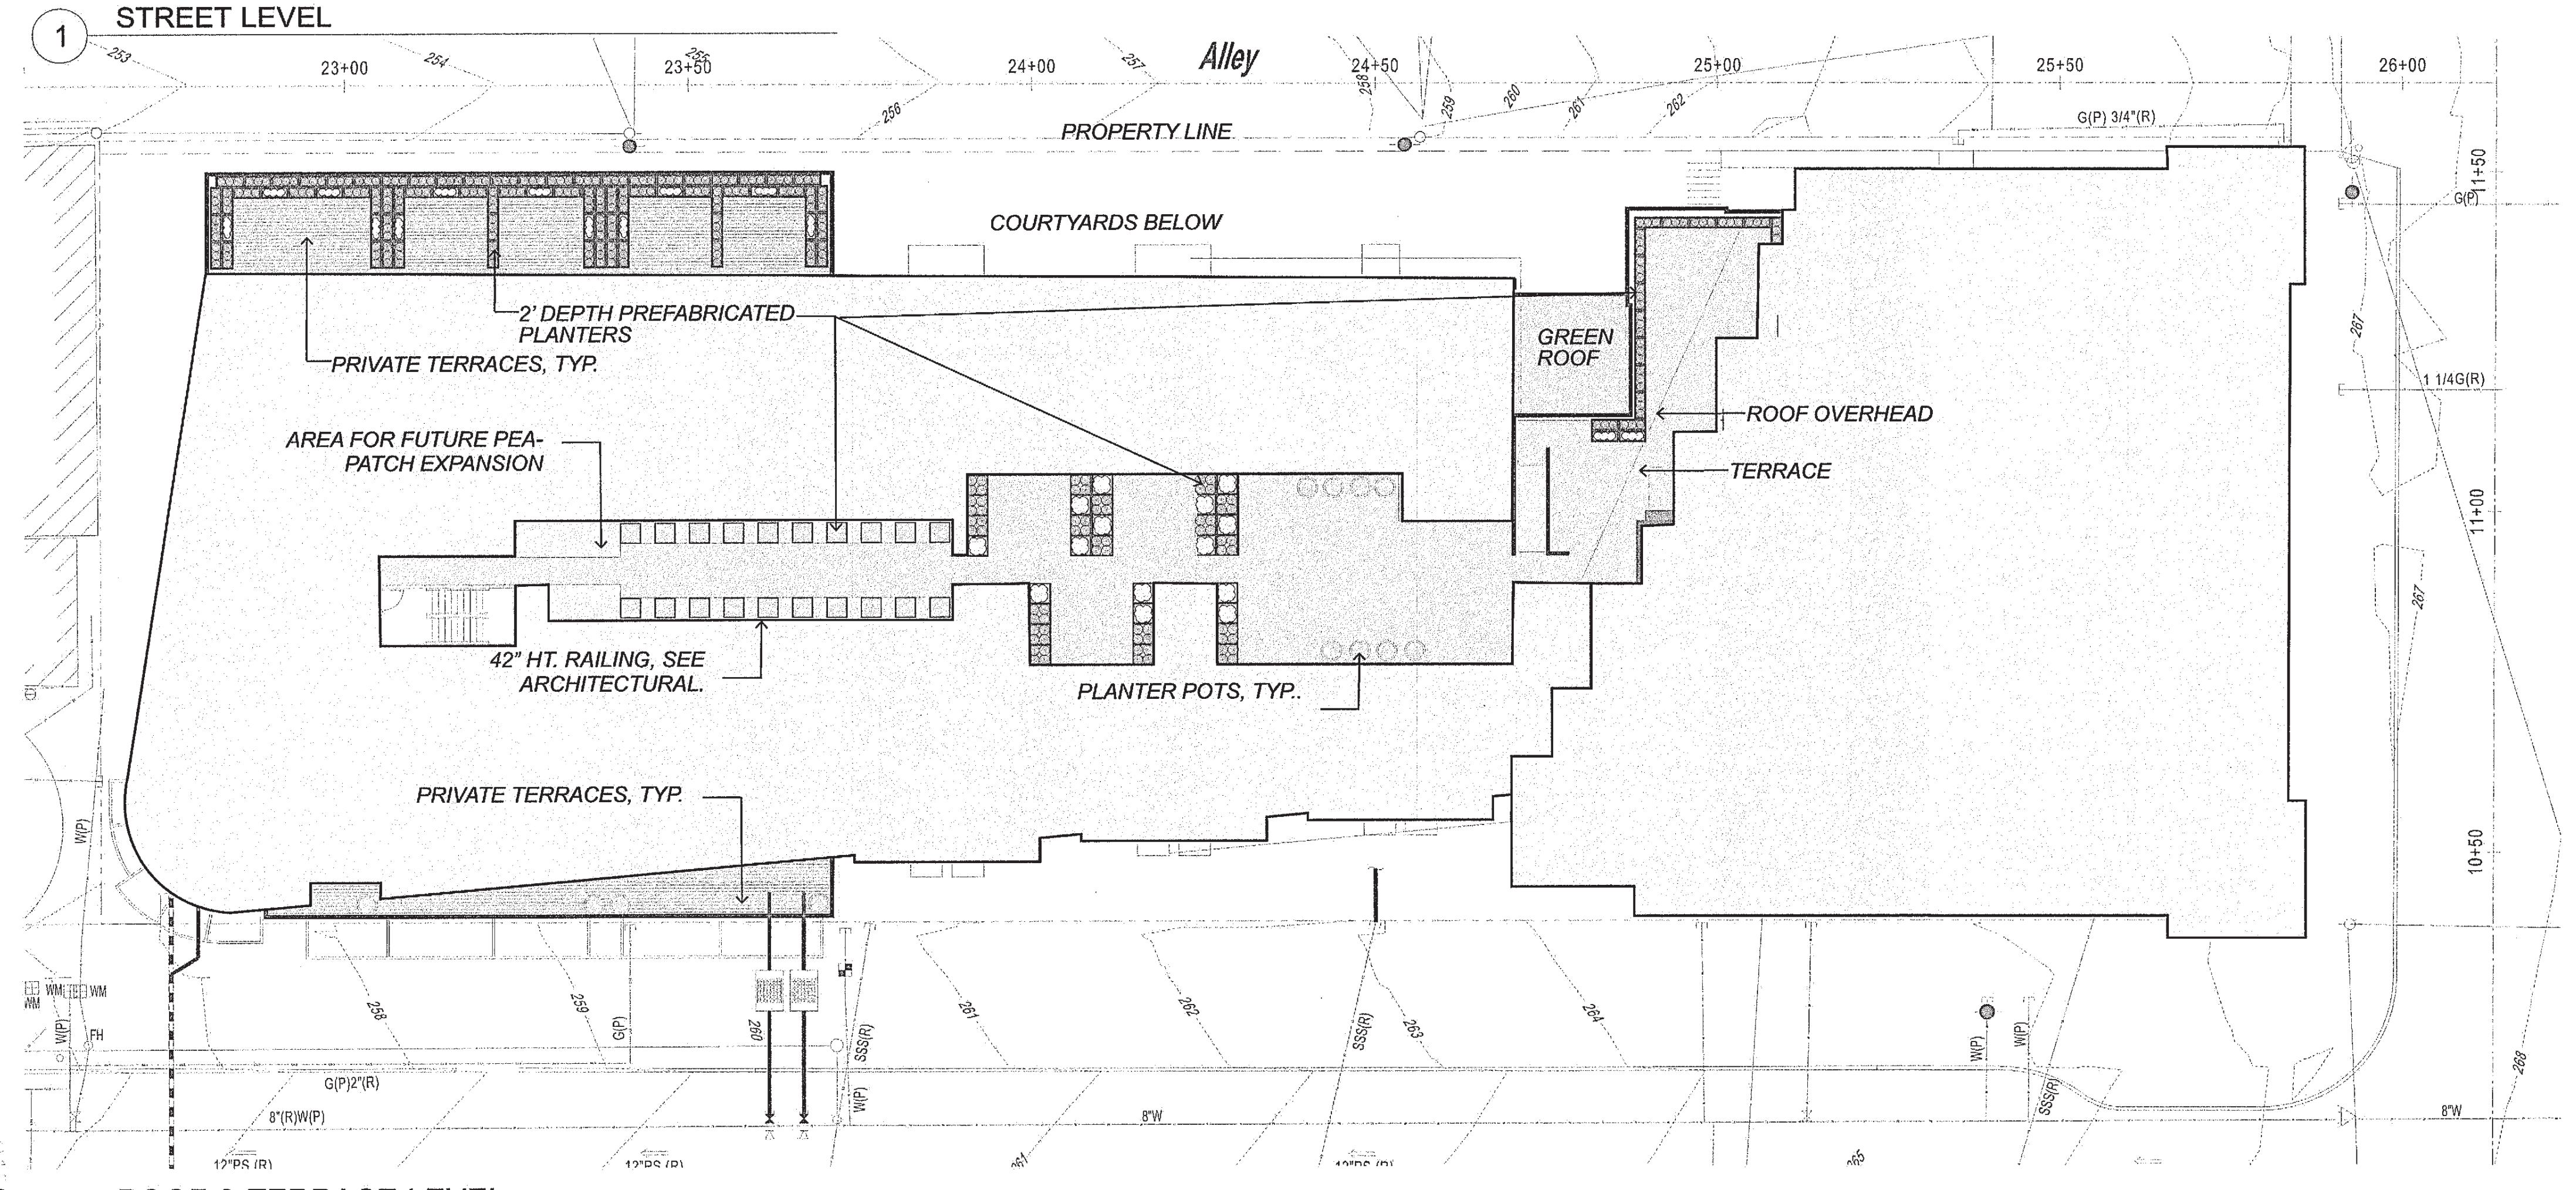 1
STREET LEVEL
253
254
255
257
Alley
258
259
260
261
262
23+00
23+50
24+00
24+50
25+00
25+50
26+00
256
PROPERTY LINE
G(P) 3/4"(R)
11+50
G(P)
COURTYARDS BELOW
2' DEPTH PREFABRICATED
PLANTERS
PRIVATE TERRACES, TYP.
GREEN
ROOF
267
1 1/4G(R)
ROOF OVERHEAD
AREA FOR FUTURE PEA-
PATCH EXPANSION
TERRACE
11+00
267
42" HT. RAILING, SEE
ARCHITECTURAL.
PLANTER POTS, TYP..
PRIVATE TERRACES, TYP.
W(P)
10+50
WM
WM
WM
FH
W(P)
258
259
G(P)
260
SSS(R)
261
262
SSS(R)
263
264
W(P)
W(P)
SSS(R)
268
G(P)2"(R)
W(P)
8"(R)W(P)
8"W
8"W
12"PS (R)
12"PS (R)
261
12"PS (R)
265